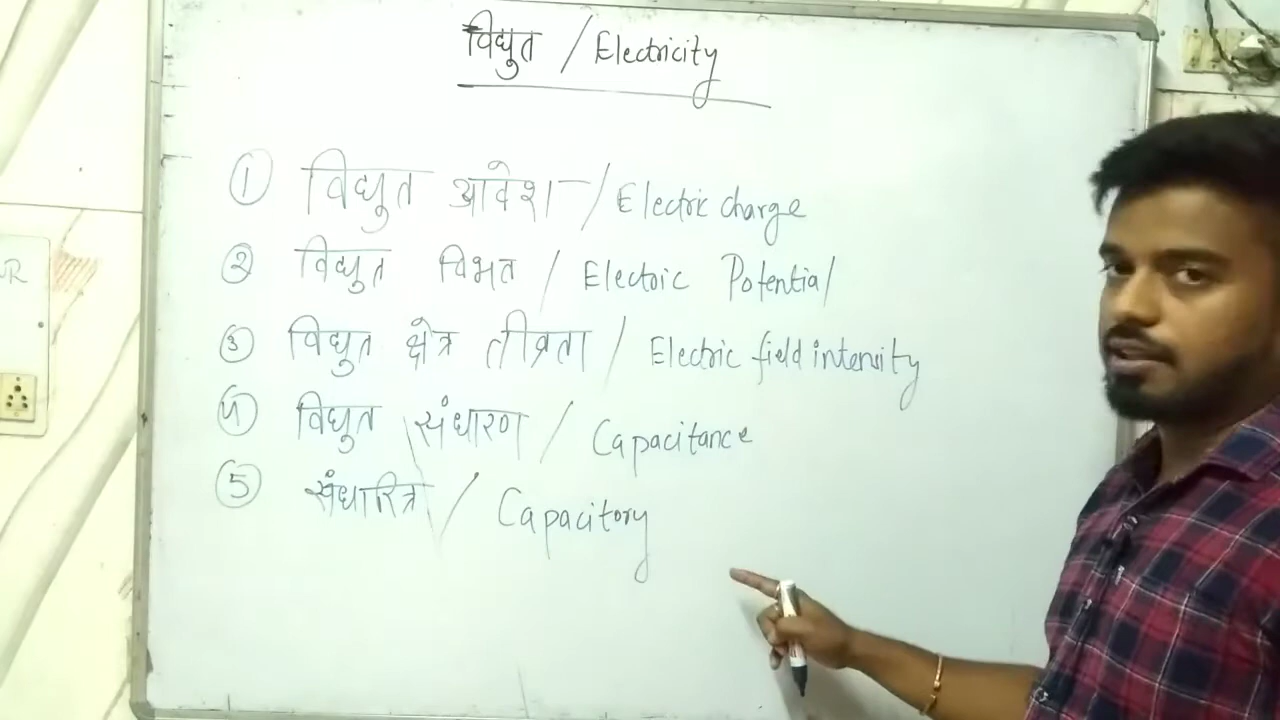 विद्युत / Electricity
① विद्युत आवेश / Electric charge
② विद्युत विभव / Electric Potential
③ विद्युत क्षेत्र तीव्रता / Electric field intensity
④ विद्युत संधारण / Capacitance
⑤ संधारित्र / Capacitory